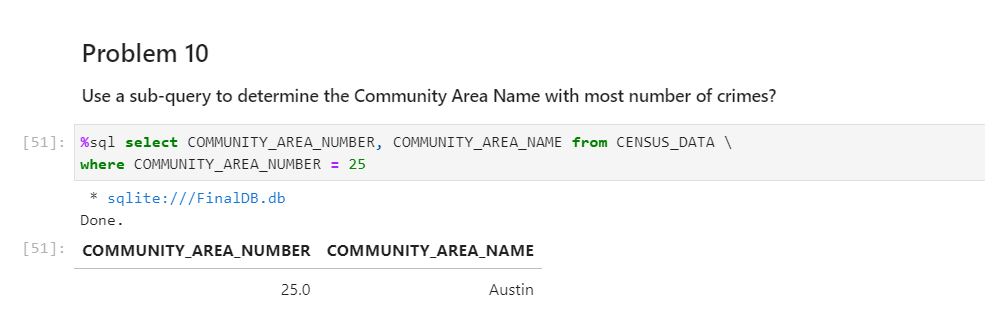 Problem 10
Use a sub-query to determine the Community Area Name with most number of crimes?
[51]: %sql select COMMUNITY_AREA_NUMBER, COMMUNITY_AREA_NAME from CENSUS_DATA \
where COMMUNITY_AREA_NUMBER = 25
* sqlite:///FinalDB.db
Done.
[51]: COMMUNITY_AREA_NUMBER COMMUNITY_AREA_NAME
25.0 Austin